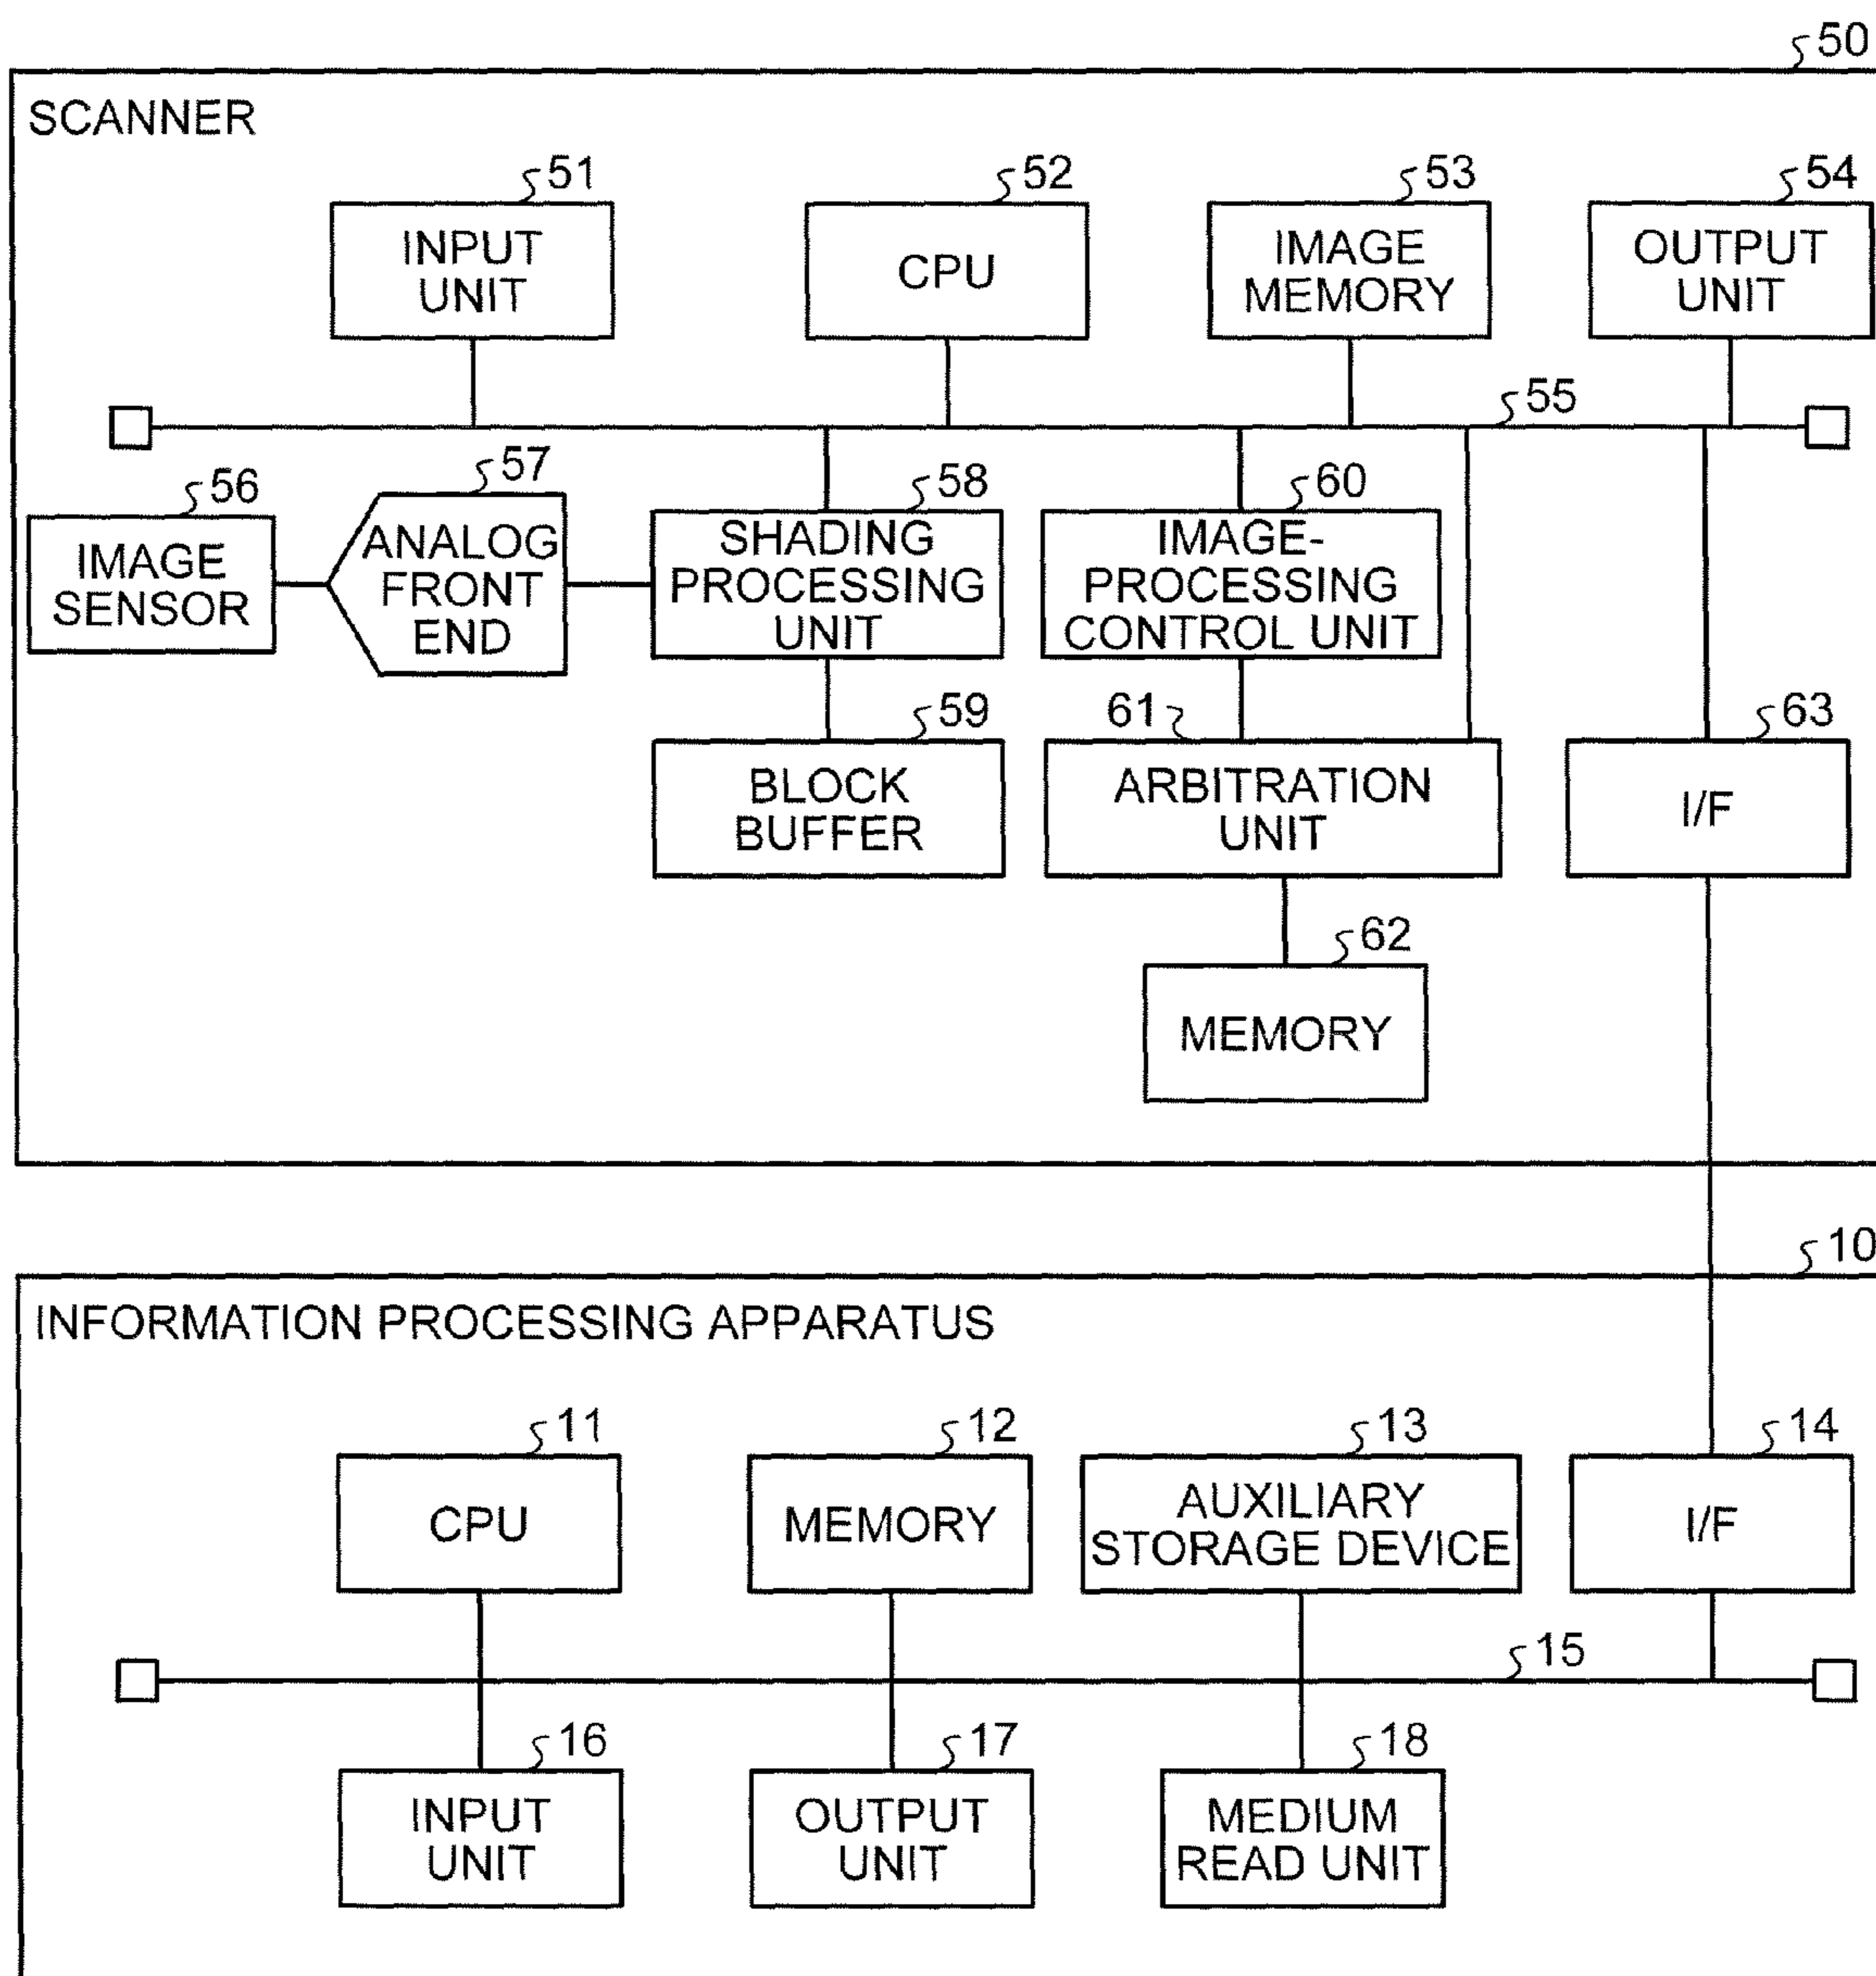 50
SCANNER
51
52
53
54
INPUT
UNIT
CPU
IMAGE
MEMORY
OUTPUT
UNIT
55
56
57
58
60
IMAGE
SENSOR
ANALOG
FRONT
END
SHADING
PROCESSING
UNIT
IMAGE-
PROCESSING
CONTROL UNIT
59
61
63
BLOCK
BUFFER
ARBITRATION
UNIT
I/F
62
MEMORY
10
INFORMATION PROCESSING APPARATUS
11
12
13
14
CPU
MEMORY
AUXILIARY
STORAGE DEVICE
I/F
15
16
17
18
INPUT
UNIT
OUTPUT
UNIT
MEDIUM
READ UNIT